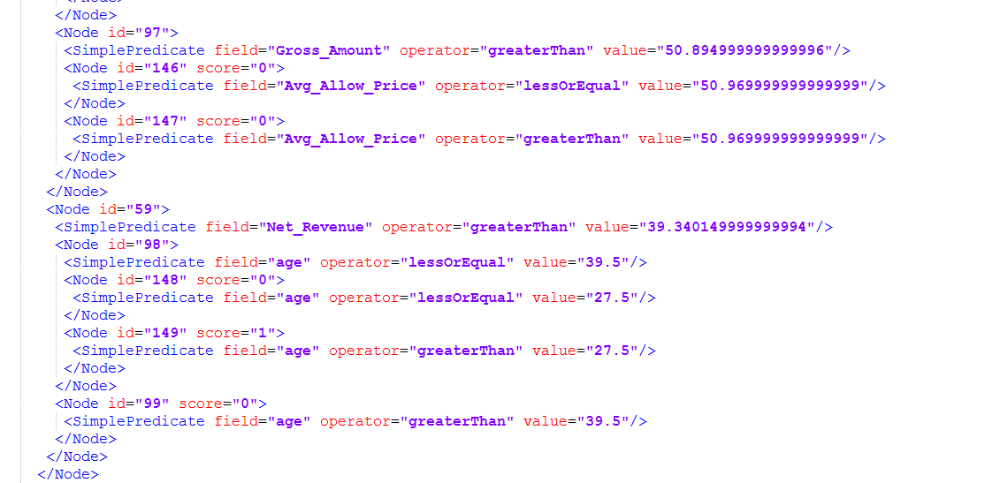 </Node>
<Node id="97">
<SimplePredicate field="Gross_Amount" operator="greaterThan" value="50.894999999999996"/>
<Node id="146" score="0">
<SimplePredicate field="Avg_Allow_Price" operator="lessOrEqual" value="50.969999999999999"/>
</Node>
<Node id="147" score="0">
<SimplePredicate field="Avg_Allow_Price" operator="greaterThan" value="50.969999999999999"/>
</Node>
</Node>
</Node>
<Node id="59">
<SimplePredicate field="Net_Revenue" operator="greaterThan" value="39.340149999999994"/>
<Node id="98">
<SimplePredicate field="age" operator="lessOrEqual" value="39.5"/>
<Node id="148" score="0">
<SimplePredicate field="age" operator="lessOrEqual" value="27.5"/>
</Node>
<Node id="149" score="1">
<SimplePredicate field="age" operator="greaterThan" value="27.5"/>
</Node>
</Node>
<Node id="99" score="0">
<SimplePredicate field="age" operator="greaterThan" value="39.5"/>
</Node>
</Node>
</Node>